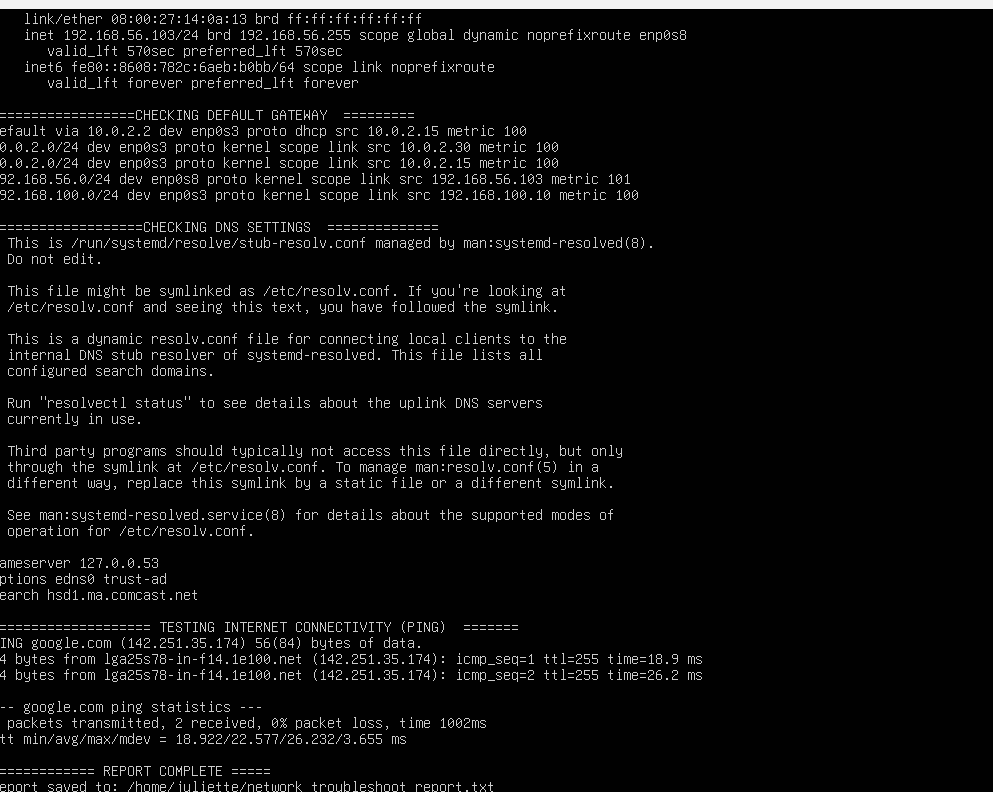 link/ether 08:00:27:14:0a:13 brd ff:ff:ff:ff:ff:ff
inet 192.168.56.103/24 brd 192.168.56.255 scope global dynamic noprefixroute enp0s8
valid_lft 570sec preferred_lft 570sec
inet6 fe80::8608:782c:6aeb:b0bb/64 scope link noprefixroute
valid_lft forever preferred_lft forever
=================CHECKING DEFAULT GATEWAY  =========
efault via 10.0.2.2 dev enp0s3 proto dhcp src 10.0.2.15 metric 100
0.0.2.0/24 dev enp0s3 proto kernel scope link src 10.0.2.30 metric 100
0.0.2.0/24 dev enp0s3 proto kernel scope link src 10.0.2.15 metric 100
92.168.56.0/24 dev enp0s8 proto kernel scope link src 192.168.56.103 metric 101
92.168.100.0/24 dev enp0s3 proto kernel scope link src 192.168.100.10 metric 100
==================CHECKING DNS SETTINGS  ==============
This is /run/systemd/resolve/stub-resolv.conf managed by man:systemd-resolved(8).
Do not edit.
This file might be symlinked as /etc/resolv.conf. If you're looking at
/etc/resolv.conf and seeing this text, you have followed the symlink.
This is a dynamic resolv.conf file for connecting local clients to the
internal DNS stub resolver of systemd-resolved. This file lists all
configured search domains.
Run "resolvectl status" to see details about the uplink DNS servers
currently in use.
Third party programs should typically not access this file directly, but only
through the symlink at /etc/resolv.conf. To manage man:resolv.conf(5) in a
different way, replace this symlink by a static file or a different symlink.
See man:systemd-resolved.service(8) for details about the supported modes of
operation for /etc/resolv.conf.
ameserver 127.0.0.53
ptions edns0 trust-ad
earch hsd1.ma.comcast.net
=================== TESTING INTERNET CONNECTIVITY (PING)  =======
ING google.com (142.251.35.174) 56(84) bytes of data.
4 bytes from lga25s78-in-f14.1e100.net (142.251.35.174): icmp_seq=1 ttl=255 time=18.9 ms
4 bytes from lga25s78-in-f14.1e100.net (142.251.35.174): icmp_seq=2 ttl=255 time=26.2 ms
-- google.com ping statistics ---
packets transmitted, 2 received, 0% packet loss, time 1002ms
tt min/avg/max/mdev = 18.922/22.577/26.232/3.655 ms
============ REPORT COMPLETE =====
eport saved to: /home/juliette/network_troubleshoot_report.txt